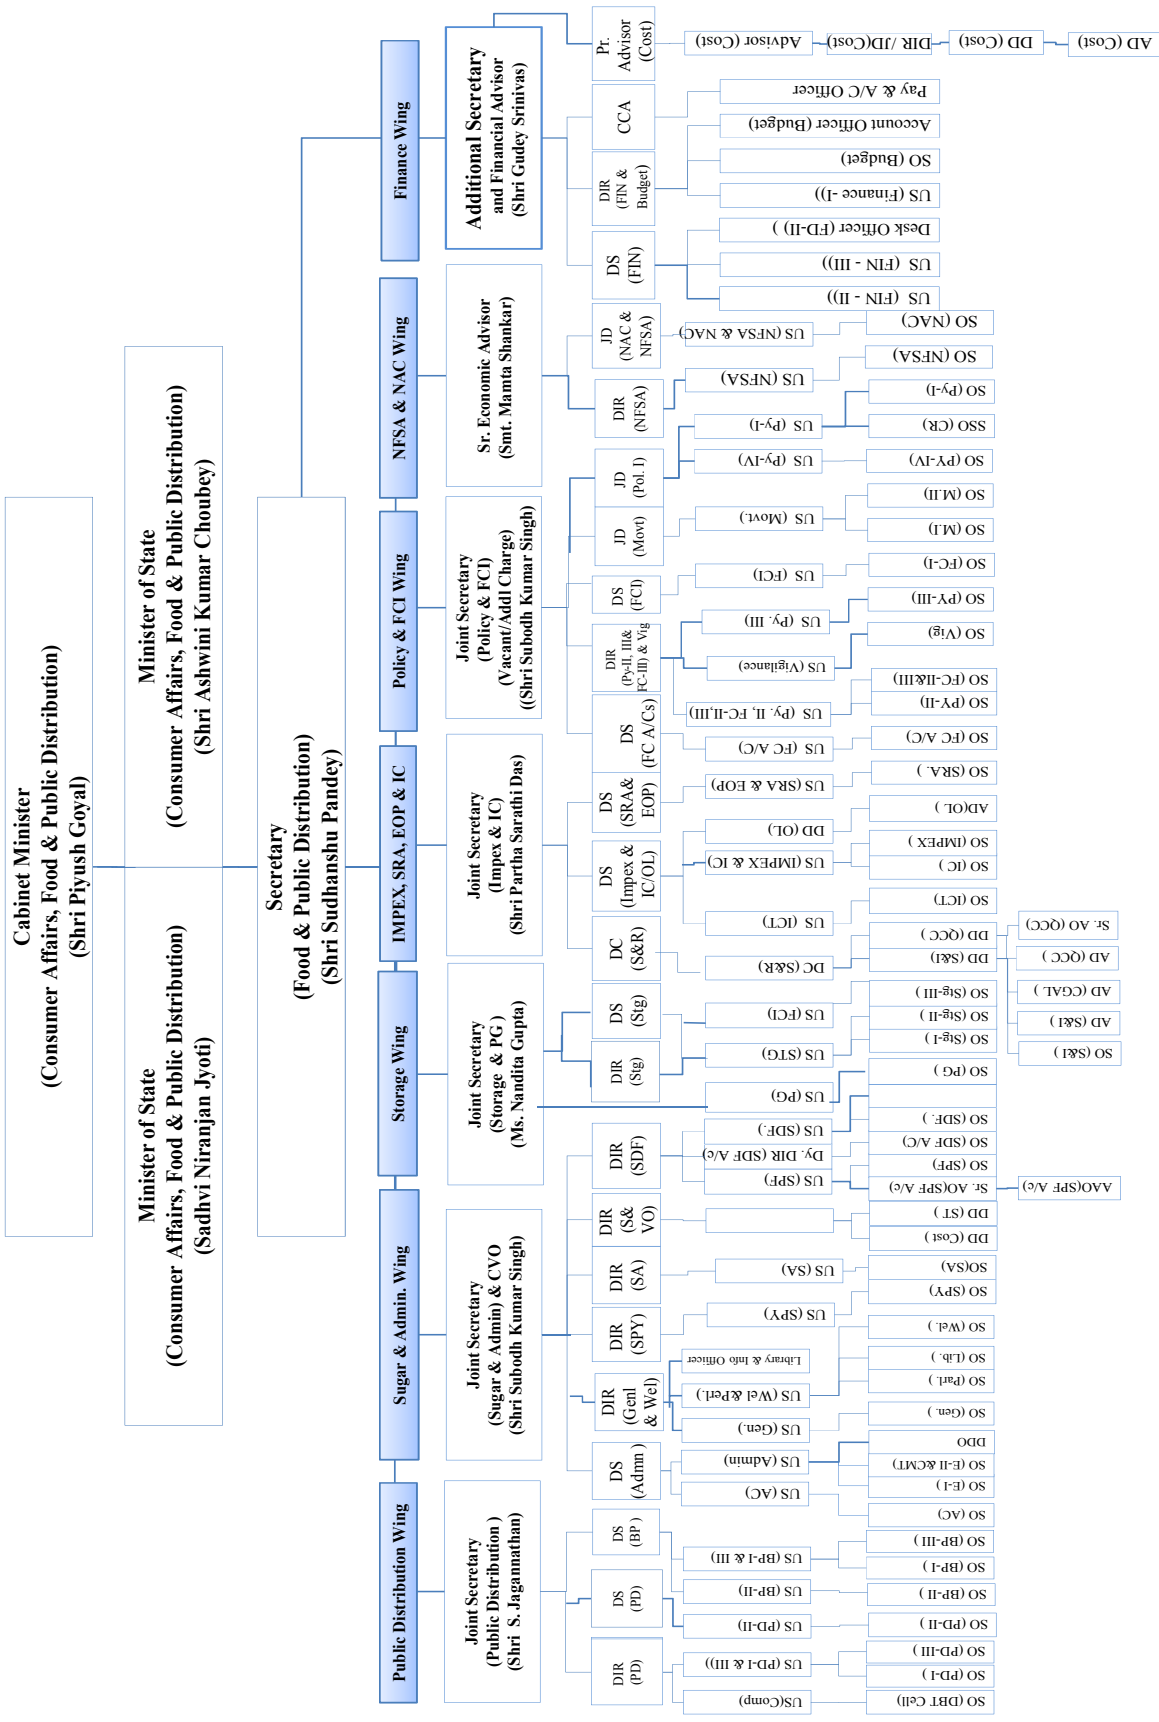 Cabinet Minister
(Consumer Affairs, Food & Public Distribution)
(Shri Piyush Goyal)
Minister of State
(Consumer Affairs, Food & Public Distribution)
(Sadhvi Niranjan Jyoti)
Minister of State
(Consumer Affairs, Food & Public Distribution)
(Shri Ashwini Kumar Choubey)
Secretary
(Food & Public Distribution)
(Shri Sudhanshu Pandey)
Public Distribution Wing
Sugar & Admin. Wing
Storage Wing
IMPEX, SRA, EOP & IC
Policy & FCI Wing
NFSA & NAC Wing
Finance Wing
Joint Secretary
(Public Distribution )
(Shri S. Jagannathan)
Joint Secretary
(Sugar & Admin) & CVO
(Shri Subodh Kumar Singh)
Joint Secretary
(Storage & PG )
(Ms. Nandita Gupta)
Joint Secretary
(Impex & IC)
(Shri Partha Sarathi Das)
Joint Secretary
(Policy & FCI)
(Vacant/Addl Charge)
((Shri Subodh Kumar Singh)
Sr. Economic Advisor
(Smt. Mamta Shankar)
Additional Secretary
and Financial Advisor
(Shri Gudey Srinivas)
DIR
(PD)
DS
(PD)
DS
(BP )
DS
(Admn )
DIR
(Genl
& Wel)
DIR
(SPY)
DIR
(SA)
DIR
(S&
VO)
DIR
(SDF)
DIR
(Stg)
DS
(Stg)
DC
(S&R)
DS
(Impex &
IC/OL)
DS
(SRA&
EOP)
DS
(FC A/Cs)
DIR
(Py-II, III&
FC-III) & Vig
DS
(FCI)
JD
(Movt)
JD
(Pol. I)
DIR
(NFSA)
JD
(NAC &
NFSA)
DS
(FIN)
DIR
(FIN &
Budget)
CCA
Pr.
Advisor
(Cost)
US(Comp)
US (PD-I & III))
US (PD-II)
US (BP-II)
US (BP-I & III)
US (AC)
US (Admin)
US (Gen.)
US (Wel &Perl.)
Library & Info Officer
US (SPY)
US (SA)
US (SPF)
Dy. DIR (SDF A/c)
US (SDF.)
US (PG)
US (STG)
US (FCI)
DC (S&R)
US (ICT)
US (IMPEX & IC)
DD (OL)
US (SRA & EOP)
US (FC A/C)
US (Py. II, FC-II,III)
US (Vigilance)
US (Py. III)
US (FCI)
US (Movt.)
US (Py-IV)
US (Py-I)
US (NFSA)
US (NFSA & NAC)
US (FIN - II))
US (FIN - III))
Desk Officer (FD-II) )
US (Finance -I))
SO (Budget)
Account Officer (Budget)
Pay & A/C Officer
Advisor (Cost)
DIR / JD(Cost)
DD (Cost)
AD (Cost)
SO (DBT Cell)
SO (PD-I )
SO (PD-III )
SO (PD-II )
SO (BP-II )
SO (BP-I )
SO (BP-III )
SO (AC)
SO (E-I )
SO (E-II &CMT)
DDO
SO (Gen. )
SO (Parl. )
SO (Lib. )
SO (Wel. )
SO (SPY)
SO(SA)
DD (Cost )
DD (ST )
Sr. AO(SPF A/c)
AAO(SPF A/c)
SO (SPF)
SO (SDF A/C)
SO (SDF. )
SO (PG )
SO (Stg-I )
SO (Stg-II )
SO (Stg-III )
DD (S&I)
DD (QCC )
SO (S&I )
AD (S&I )
AD (CGAL )
AD (QCC )
Sr. AO (QCC)
SO (ICT)
SO (IC )
SO (IMPEX )
AD(OL )
SO (SRA. )
SO (FC A/C)
SO (PY-II)
SO (FC-II&III)
SO (Vig)
SO (PY-III)
SO (FC-I)
SO (M.I)
SO (M.II)
SO (PY-IV)
SSO (CR)
SO (Py-I)
SO (NFSA)
SO (NAC)